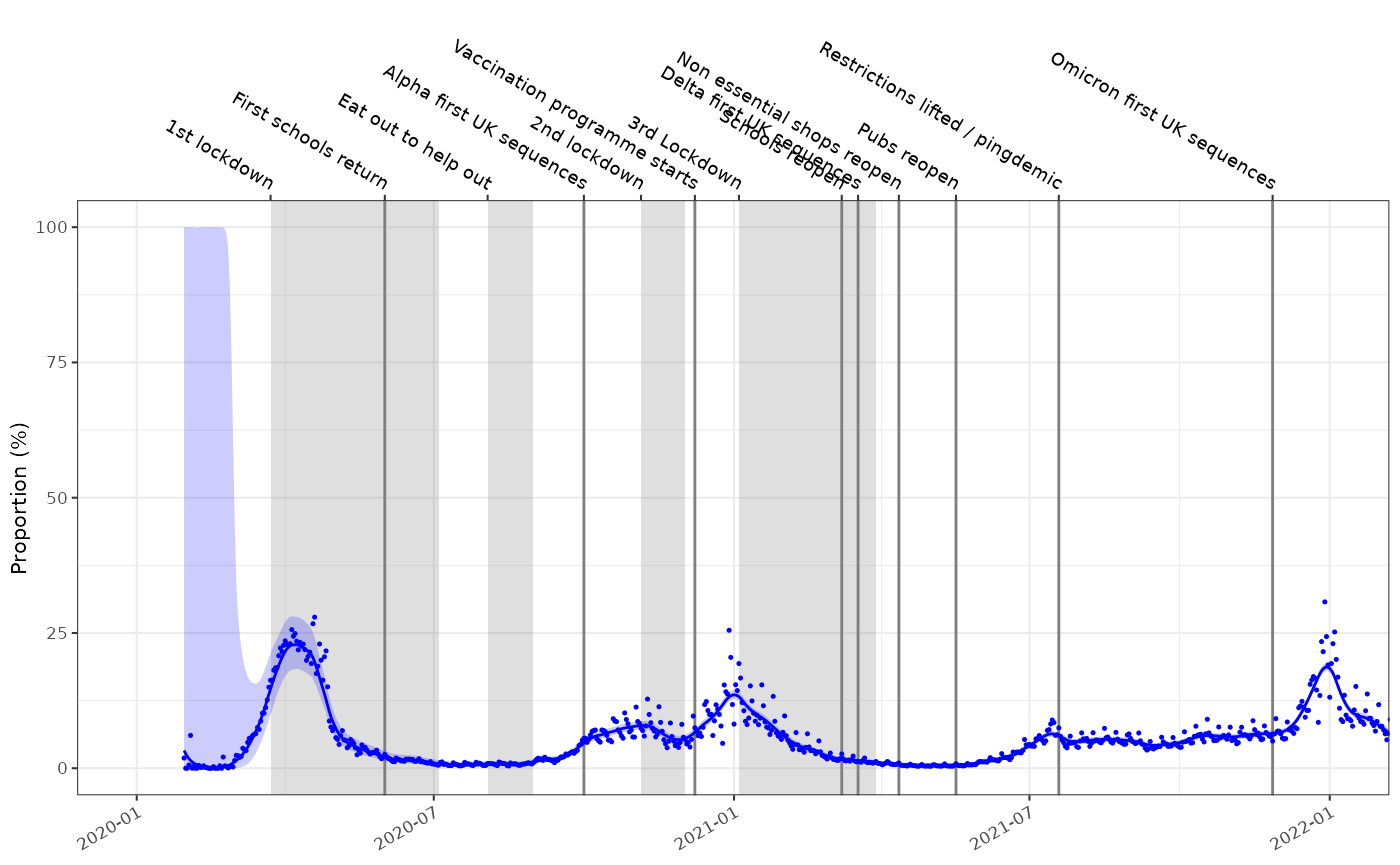 1st lockdown
First schools return
Eat out to help out
Alpha first UK sequences
2nd lockdown
Vaccination programme starts
3rd Lockdown
Schools reopen
Delta first UK sequences
Non essential shops reopen
Pubs reopen
Restrictions lifted / pingdemic
Omicron first UK sequences
Proportion (%)
100
75
50
25
0
2020-01
2020-07
2021-01
2021-07
2022-01